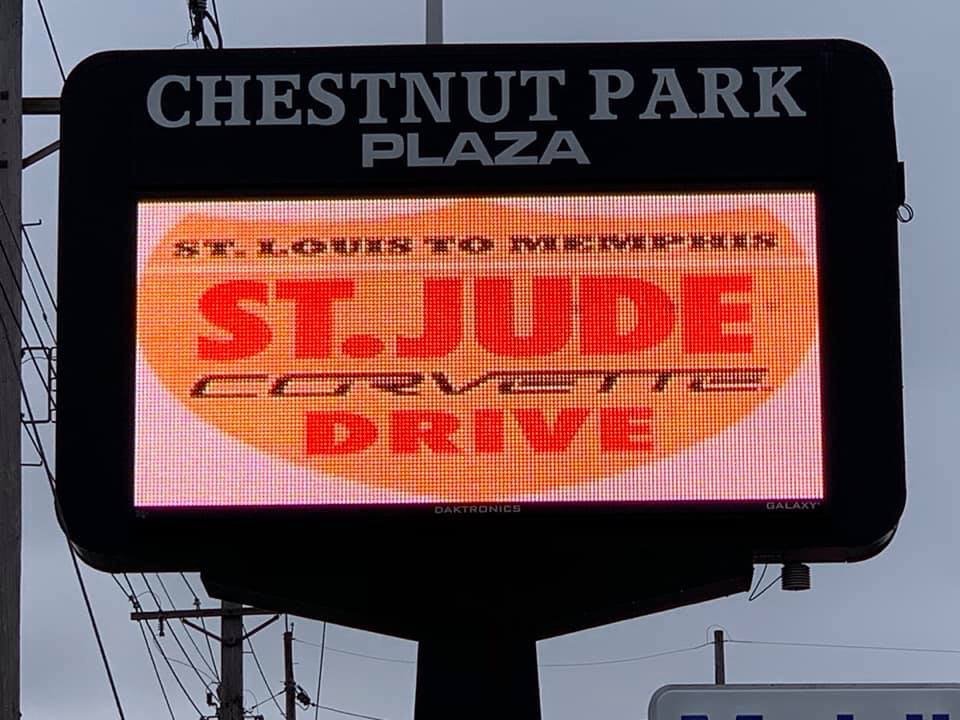 CHESTNUT PARK
PLAZA
ST. LOUIS TO MEMPHIS
ST. JUDE
CORVETTE
DRIVE
DAKTRONICS
GALAXY